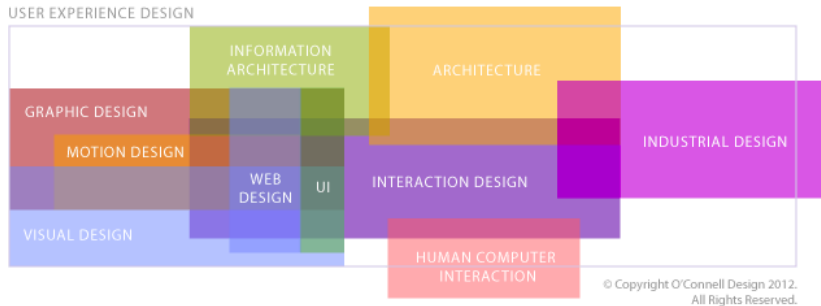 USER EXPERIENCE DESIGN
INFORMATION
ARCHITECTURE
ARCHITECTURE
GRAPHIC DESIGN
MOTION DESIGN
INDUSTRIAL DESIGN
WEB
DESIGN
UI
INTERACTION DESIGN
VISUAL DESIGN
HUMAN COMPUTER
INTERACTION
© Copyright O'Connell Design 2012.
All Rights Reserved.